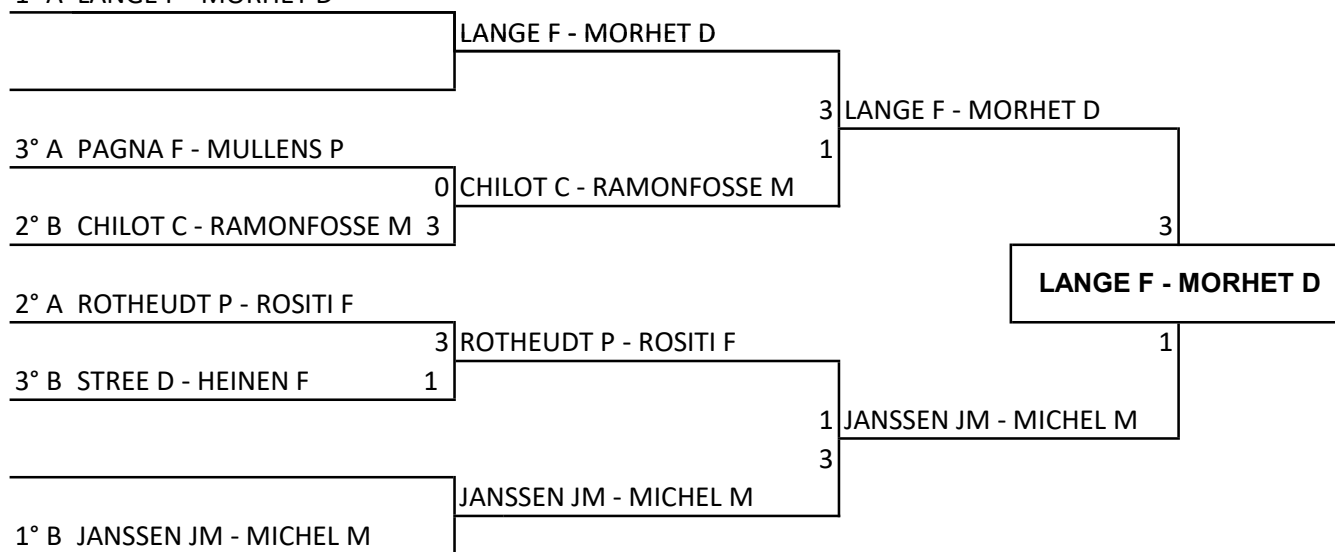 LANGE F - MORHET D
3 LANGE F - MORHET D
3° A PAGNA F - MULLENS P
1
0 CHILOT C - RAMONFOSSE M
2° B CHILOT C - RAMONFOSSE M 3
3
LANGE F - MORHET D
2° A ROTHEUDT P - ROSITI F
3 ROTHEUDT P - ROSITI F
1
3° B STREE D - HEINEN F 1
1 JANSSEN JM - MICHEL M
3
JANSSEN JM - MICHEL M
1° B JANSSEN JM - MICHEL M